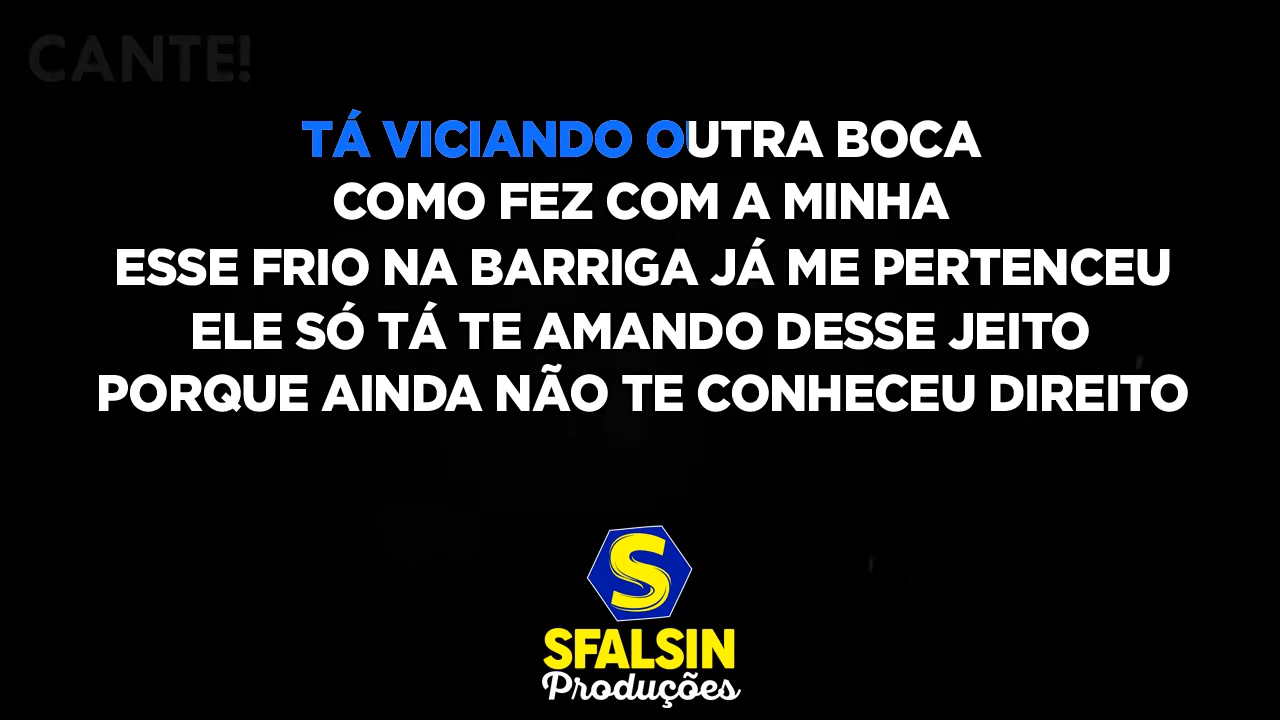 CANTE!
TÁ VICIANDO OUTRA BOCA
COMO FEZ COM A MINHA
ESSE FRIO NA BARRIGA JÁ ME PERTENCEU
ELE SÓ TÁ TE AMANDO DESSE JEITO
PORQUE AINDA NÃO TE CONHECEU DIREITO
S
SFALSIN
Produções